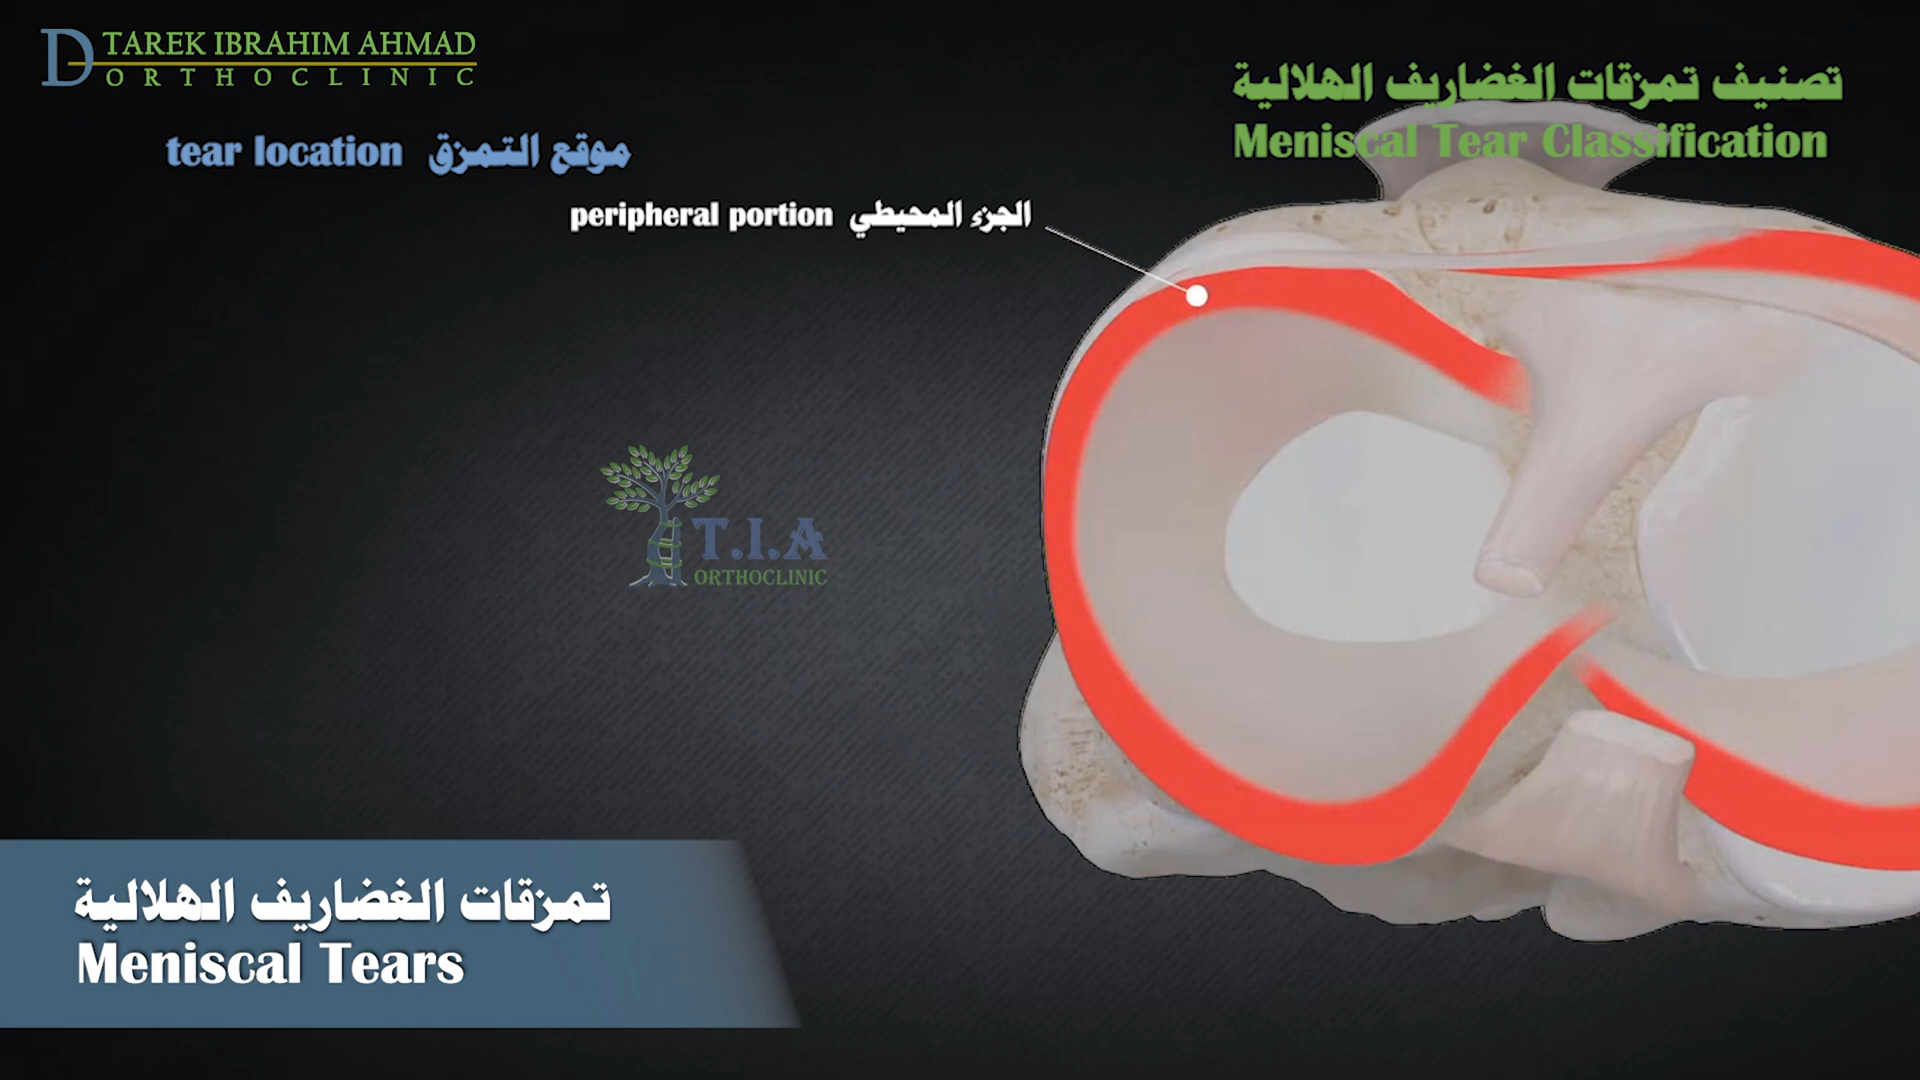 D TAREK IBRAHIM AHMAD
ORTHOCLINIC
تصنيف تمزقات الغضاريف الهلالية
Meniscal Tear Classification
tear location موقع التمزق
peripheral portion الجزء المحيطي
T.I.A
ORTHOCLINIC
تمزقات الغضاريف الهلالية
Meniscal Tears